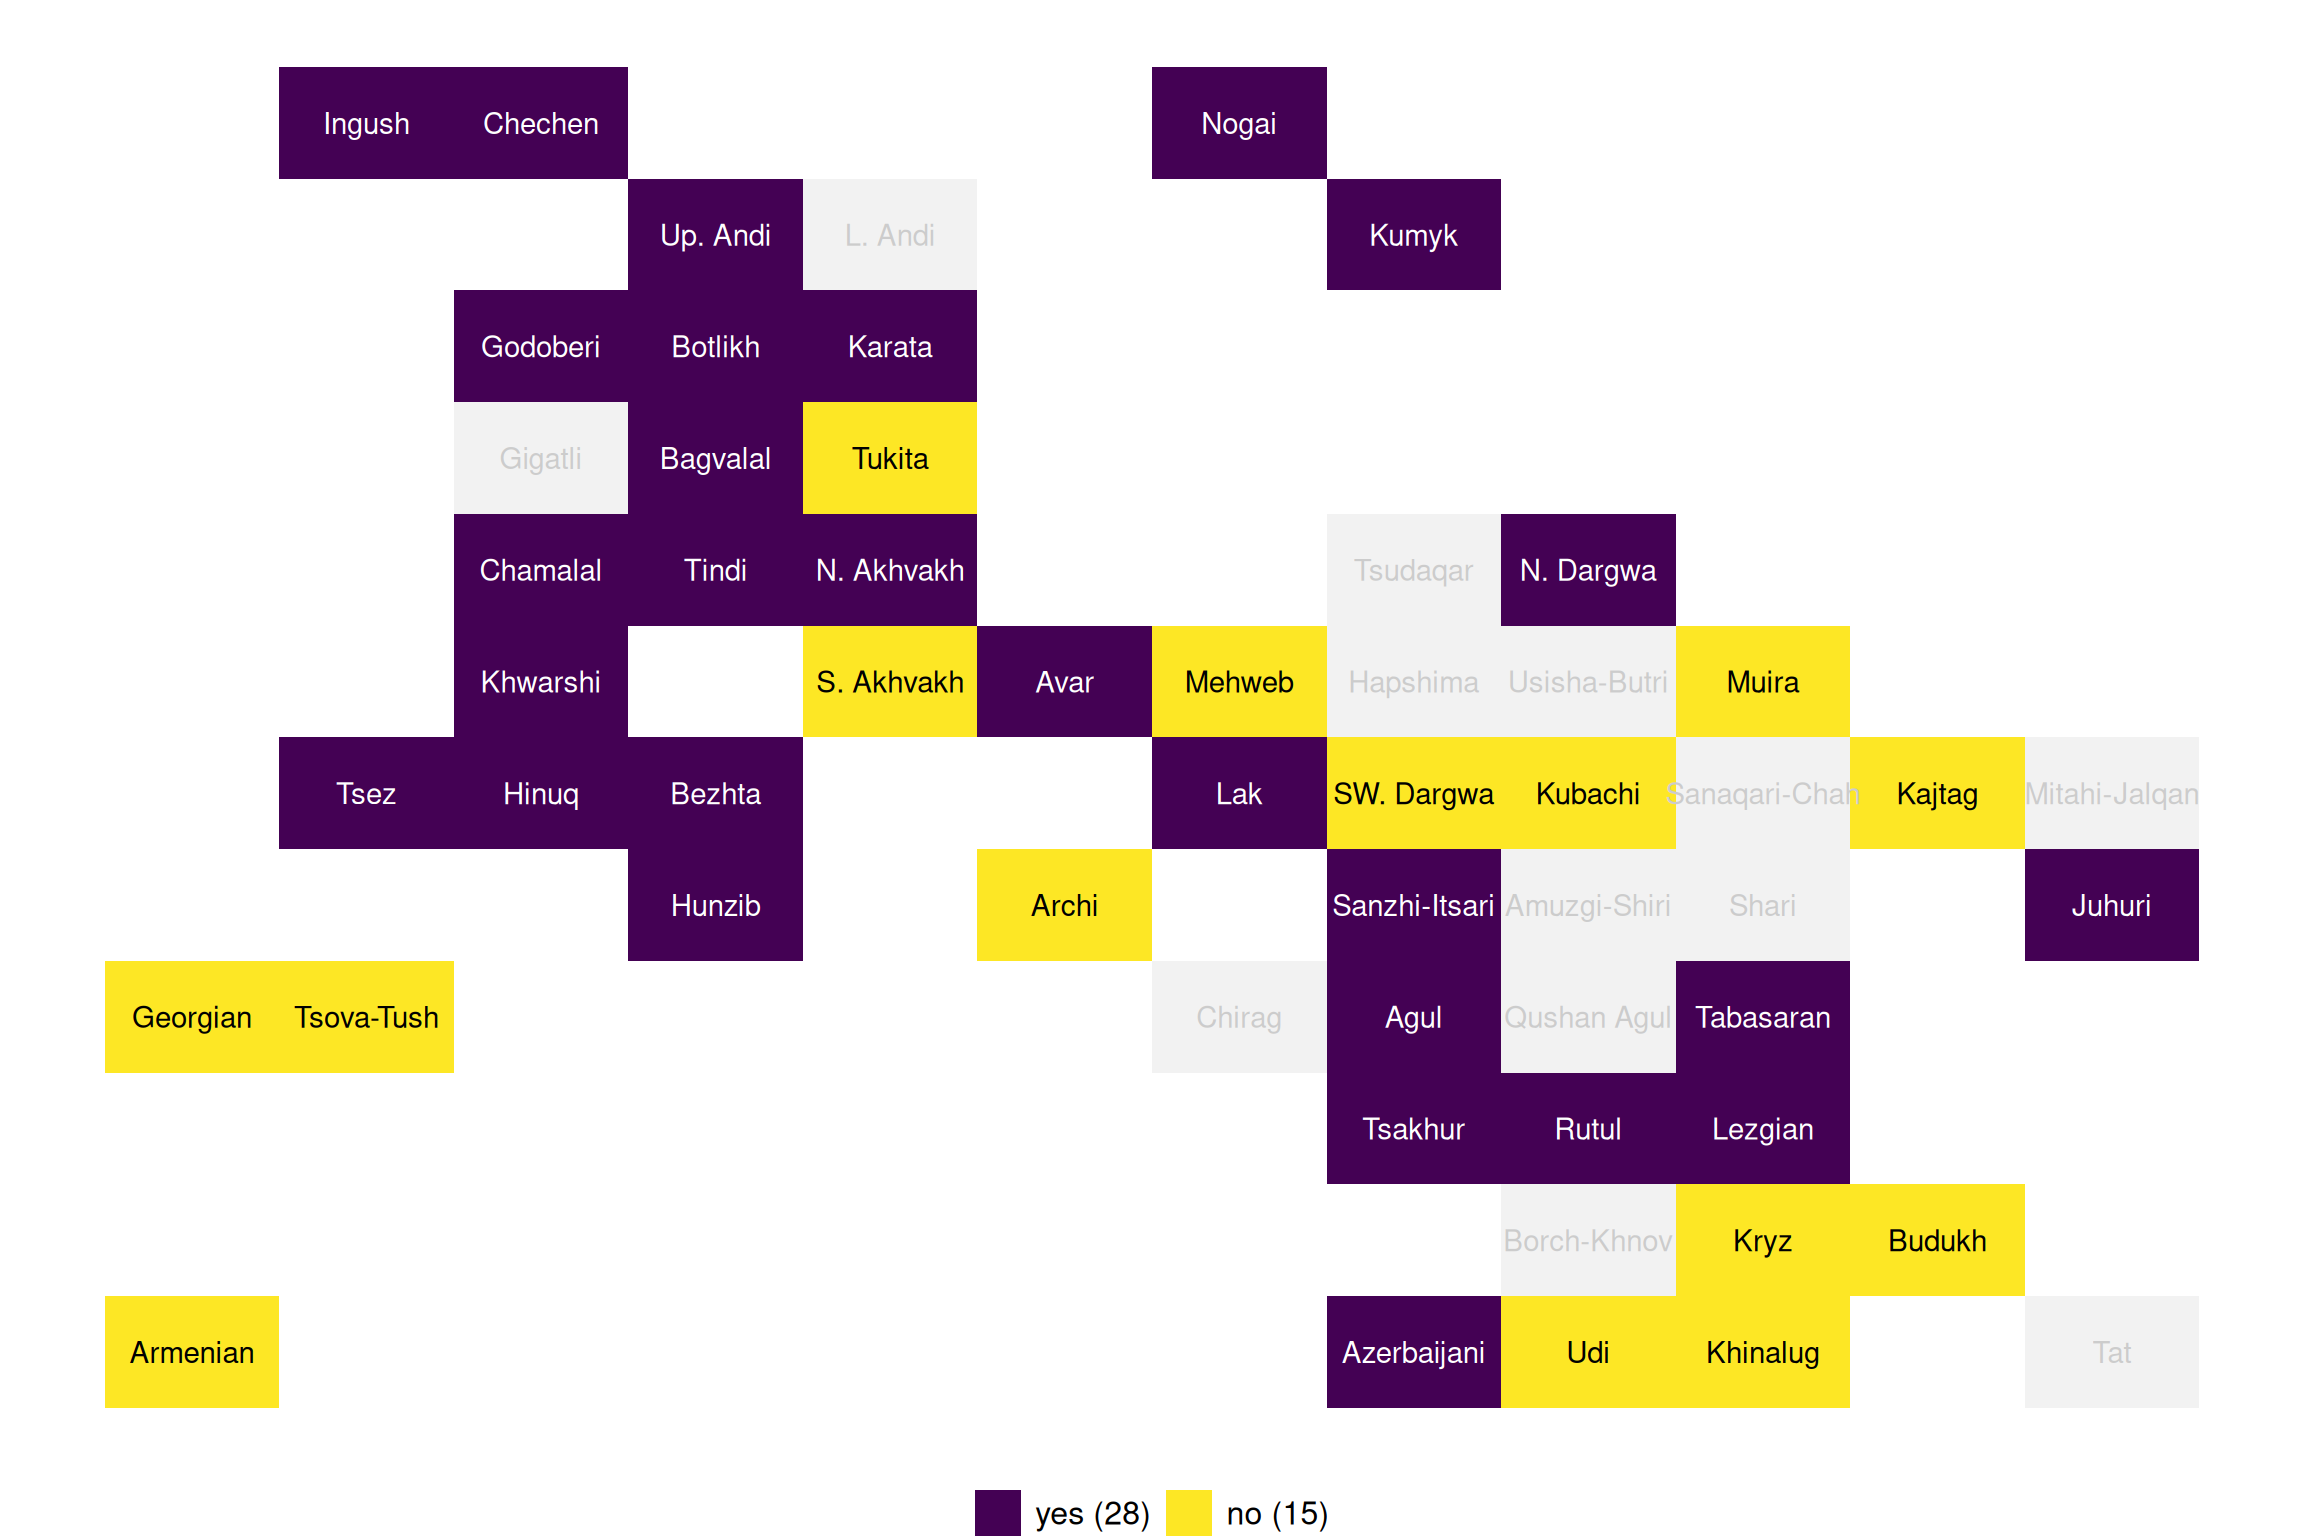 Ingush Chechen Nogai
Up. Andi L. Andi Kumyk
Godoberi Botlikh Karata
Gigatli Bagvalal Tukita
Chamalal Tindi N. Akhvakh Tsudaqar N. Dargwa
Khwarshi S. Akhvakh Avar Mehweb Hapshima Usisha-Butri Muira
Tsez Hinuq Bezhta Lak SW. Dargwa Kubachi Sanaqari-Chah Kajtag Mitahi-Jalqan
Hunzib Archi Sanzhi-Itsari Amuzgi-Shiri Shari Juhuri
Georgian Tsova-Tush Chirag Agul Qushan Agul Tabasaran
Tsakhur Rutul Lezgian
Borch-Khnov Kryz Budukh
Armenian Azerbaijani Udi Khinalug Tat
yes (28) no (15)